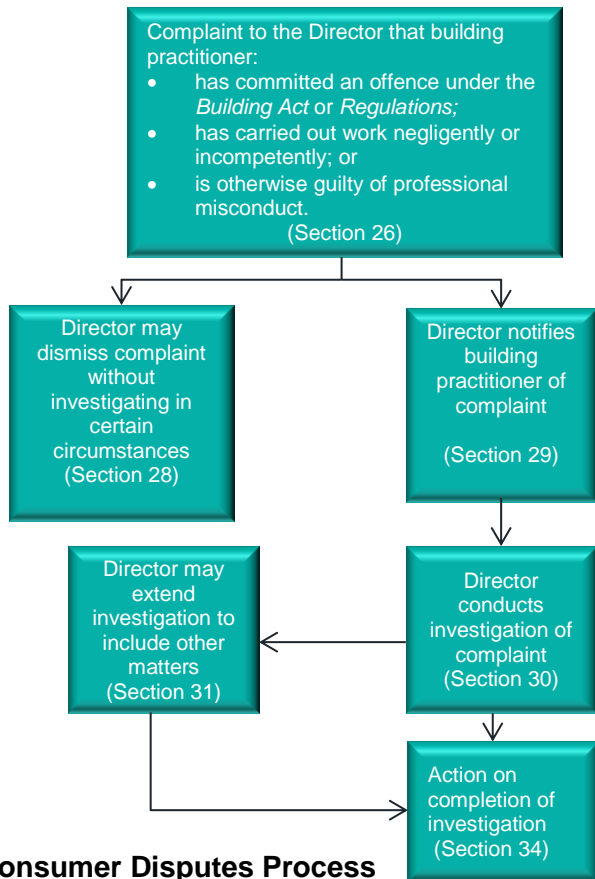 Complaint to the Director that building
practitioner:
• has committed an offence under the
Building Act or Regulations;
• has carried out work negligently or
incompetently; or
• is otherwise guilty of professional
misconduct.
(Section 26)
Director may
dismiss complaint
without
investigating in
certain
circumstances
(Section 28)
Director notifies
building
practitioner of
complaint
(Section 29)
Director may
extend
investigation to
include other
matters
(Section 31)
Director
conducts
investigation of
complaint
(Section 30)
Action on
completion of
investigation
(Section 34)
onsumer Disputes Process